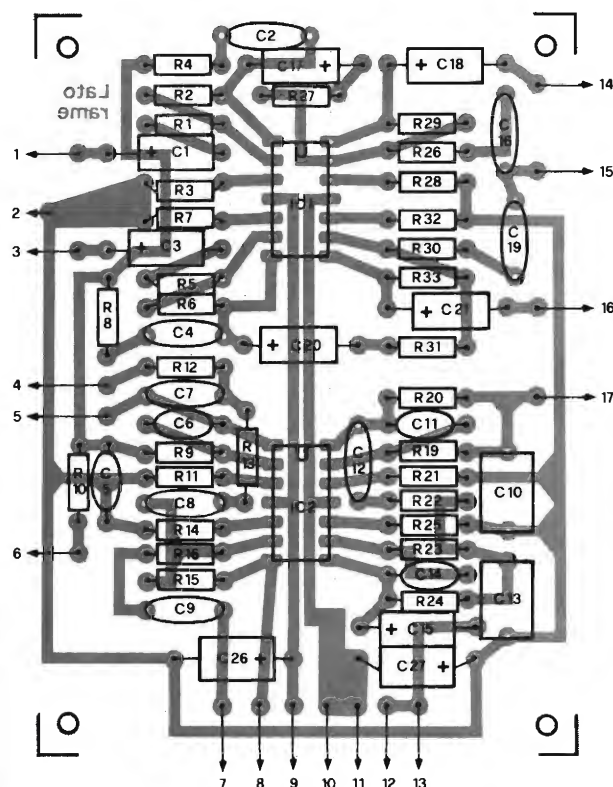 C2
R4
C17
C18
Lato
rame
R2
R27
14
R1
R29
C16
1
C1
R26
15
R3
R28
2
R7
IC1
R32
C19
3
C3
R30
R5
R33
R6
C21
16
R8
C4
C20
R31
R12
4
C7
R20
17
5
C6
C11
R9
R13
C12
R19
R10
C5
R11
R21
C8
IC2
R22
C10
R14
R25
6
R16
R23
R15
C14
C9
R24
C13
C15
C26
C27
7 8 9 10 11 12 13